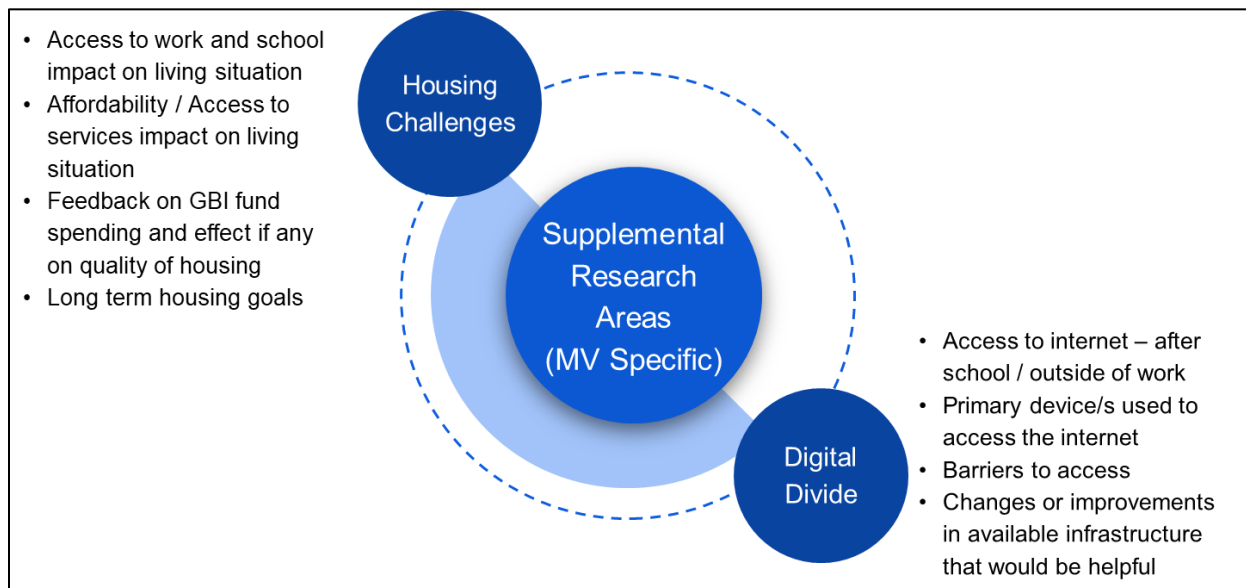 • Access to work and school
impact on living situation
• Affordability / Access to
services impact on living
situation
• Feedback on GBI fund
spending and effect if any
on quality of housing
• Long term housing goals
Housing
Challenges
Supplemental
Research
Areas
(MV Specific)
Digital
Divide
• Access to internet – after
school / outside of work
• Primary device/s used to
access the internet
• Barriers to access
• Changes or improvements
in available infrastructure
that would be helpful